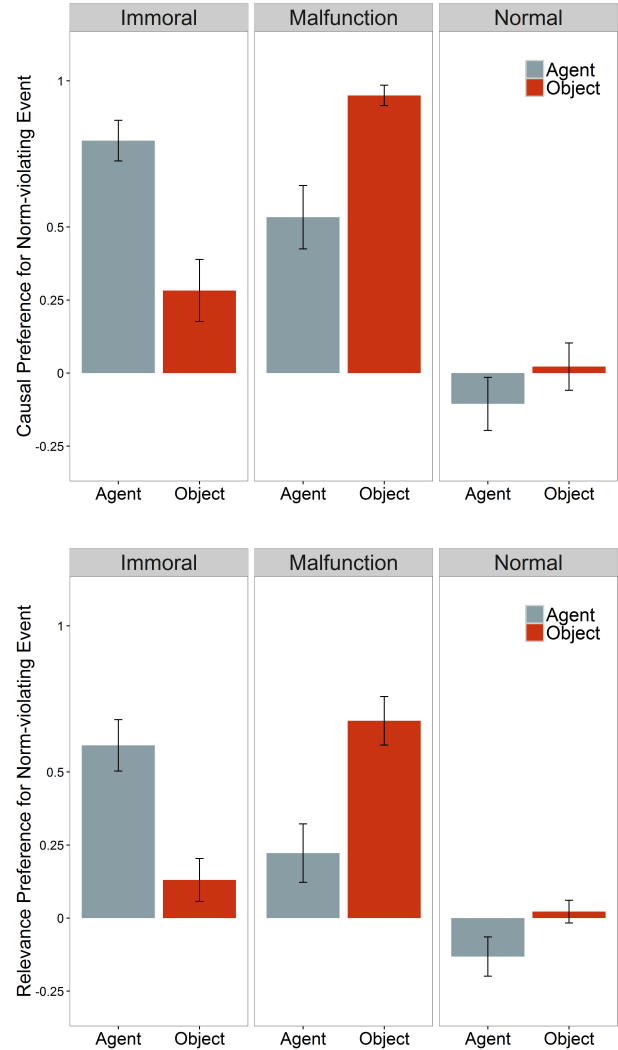 Immoral Malfunction Normal
Causal Preference for Norm-violating Event
1
0.5
0.25
0
-0.25
Agent
Object
Agent Object Agent Object Agent Object
Immoral Malfunction Normal
Relevance Preference for Norm-violating Event
1
0.5
0.25
0
-0.25
Agent
Object
Agent Object Agent Object Agent Object